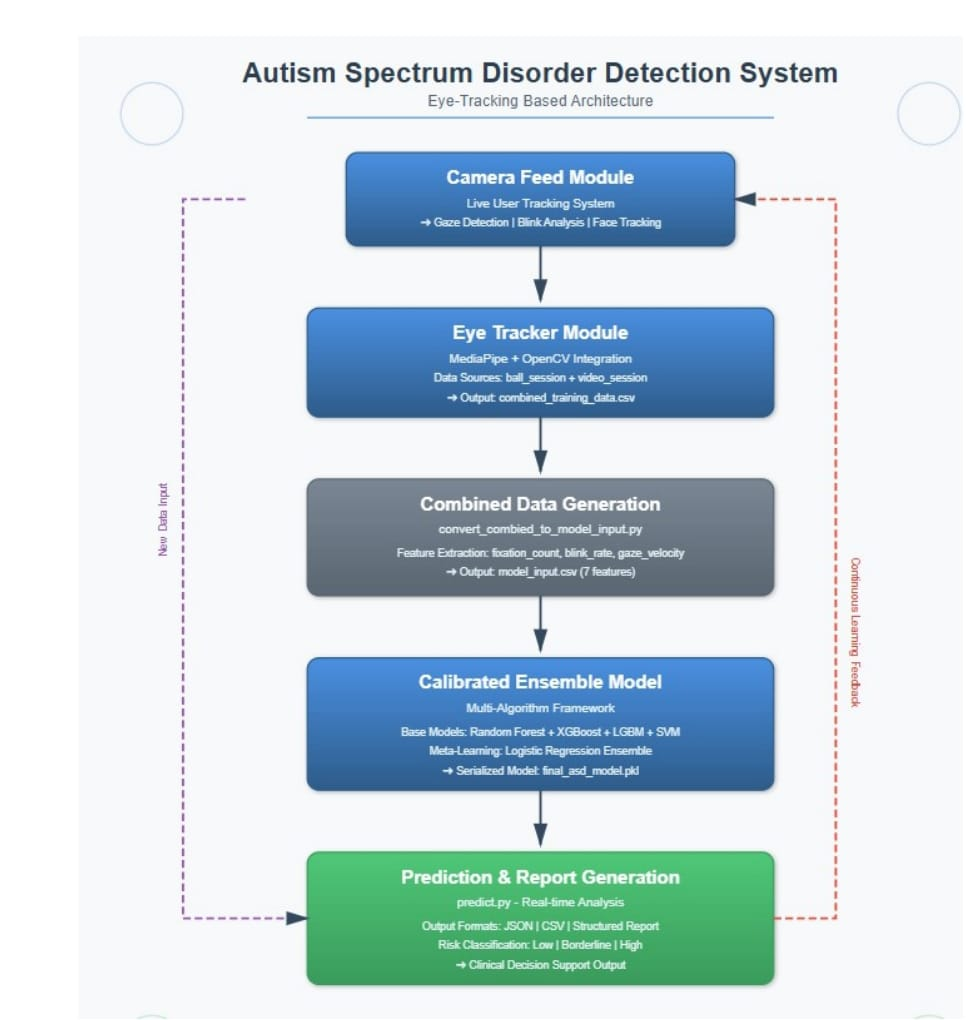 Autism Spectrum Disorder Detection System
Eye-Tracking Based Architecture
Camera Feed Module
Live User Tracking System
→ Gaze Detection | Blink Analysis | Face Tracking
Eye Tracker Module
MediaPipe + OpenCV Integration
Data Sources: ball_session + video_session
→ Output: combined_training_data.csv
Combined Data Generation
convert_combied_to_model_input.py
Feature Extraction: fixation_count, blink_rate, gaze_velocity
→ Output: model_input.csv (7 features)
Calibrated Ensemble Model
Multi-Algorithm Framework
Base Models: Random Forest + XGBoost + LGBM + SVM
Meta-Learning: Logistic Regression Ensemble
→ Serialized Model: final_asd_model.pkl
Prediction & Report Generation
predict.py - Real-time Analysis
Output Formats: JSON | CSV | Structured Report
Risk Classification: Low | Borderline | High
→ Clinical Decision Support Output
New Data Input
Continuous Learning Feedback